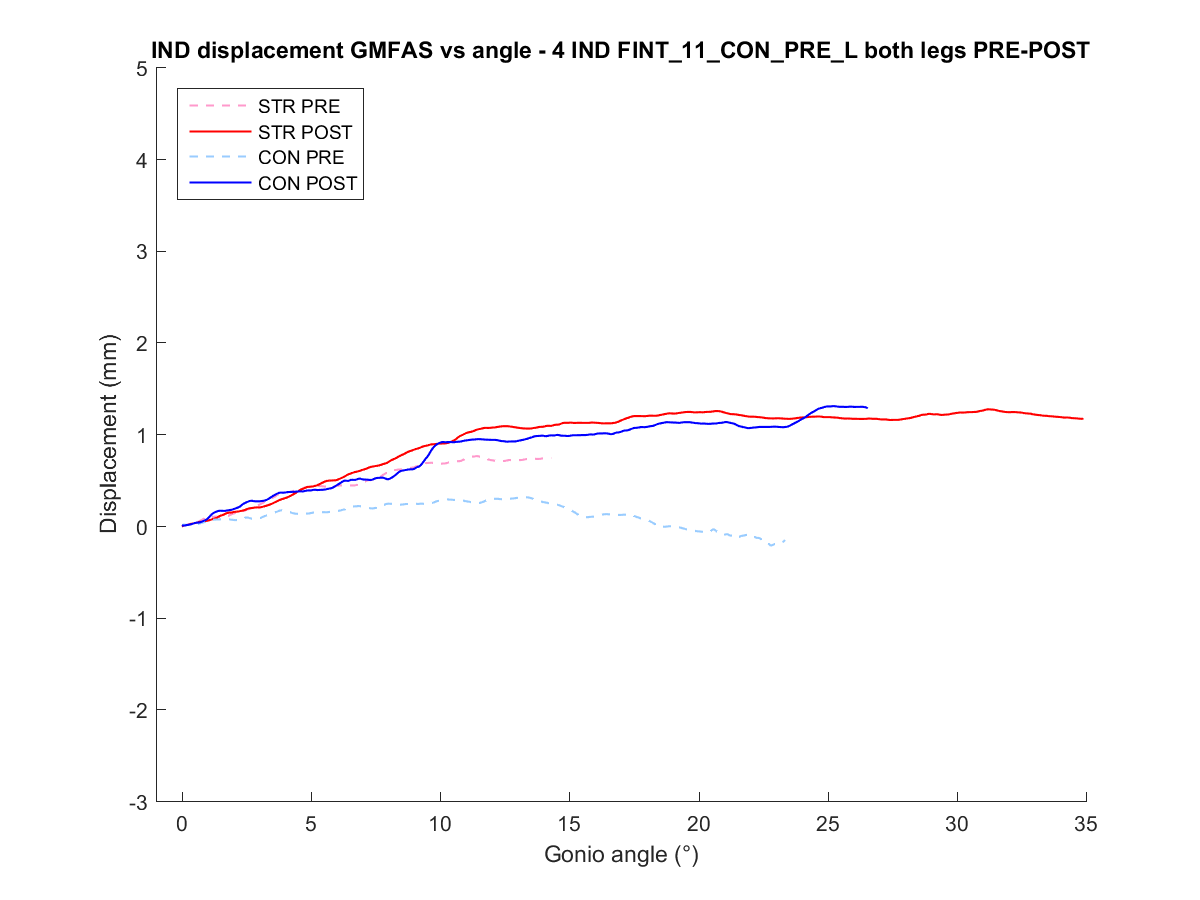 IND displacement GMFAS vs angle - 4 IND FINT_11_CON_PRE_L both legs PRE-POST
5
4
3
2
1
0
-1
-2
-3
Displacement (mm)
STR PRE
STR POST
CON PRE
CON POST
0 5 10 15 20 25 30 35
Gonio angle (°)